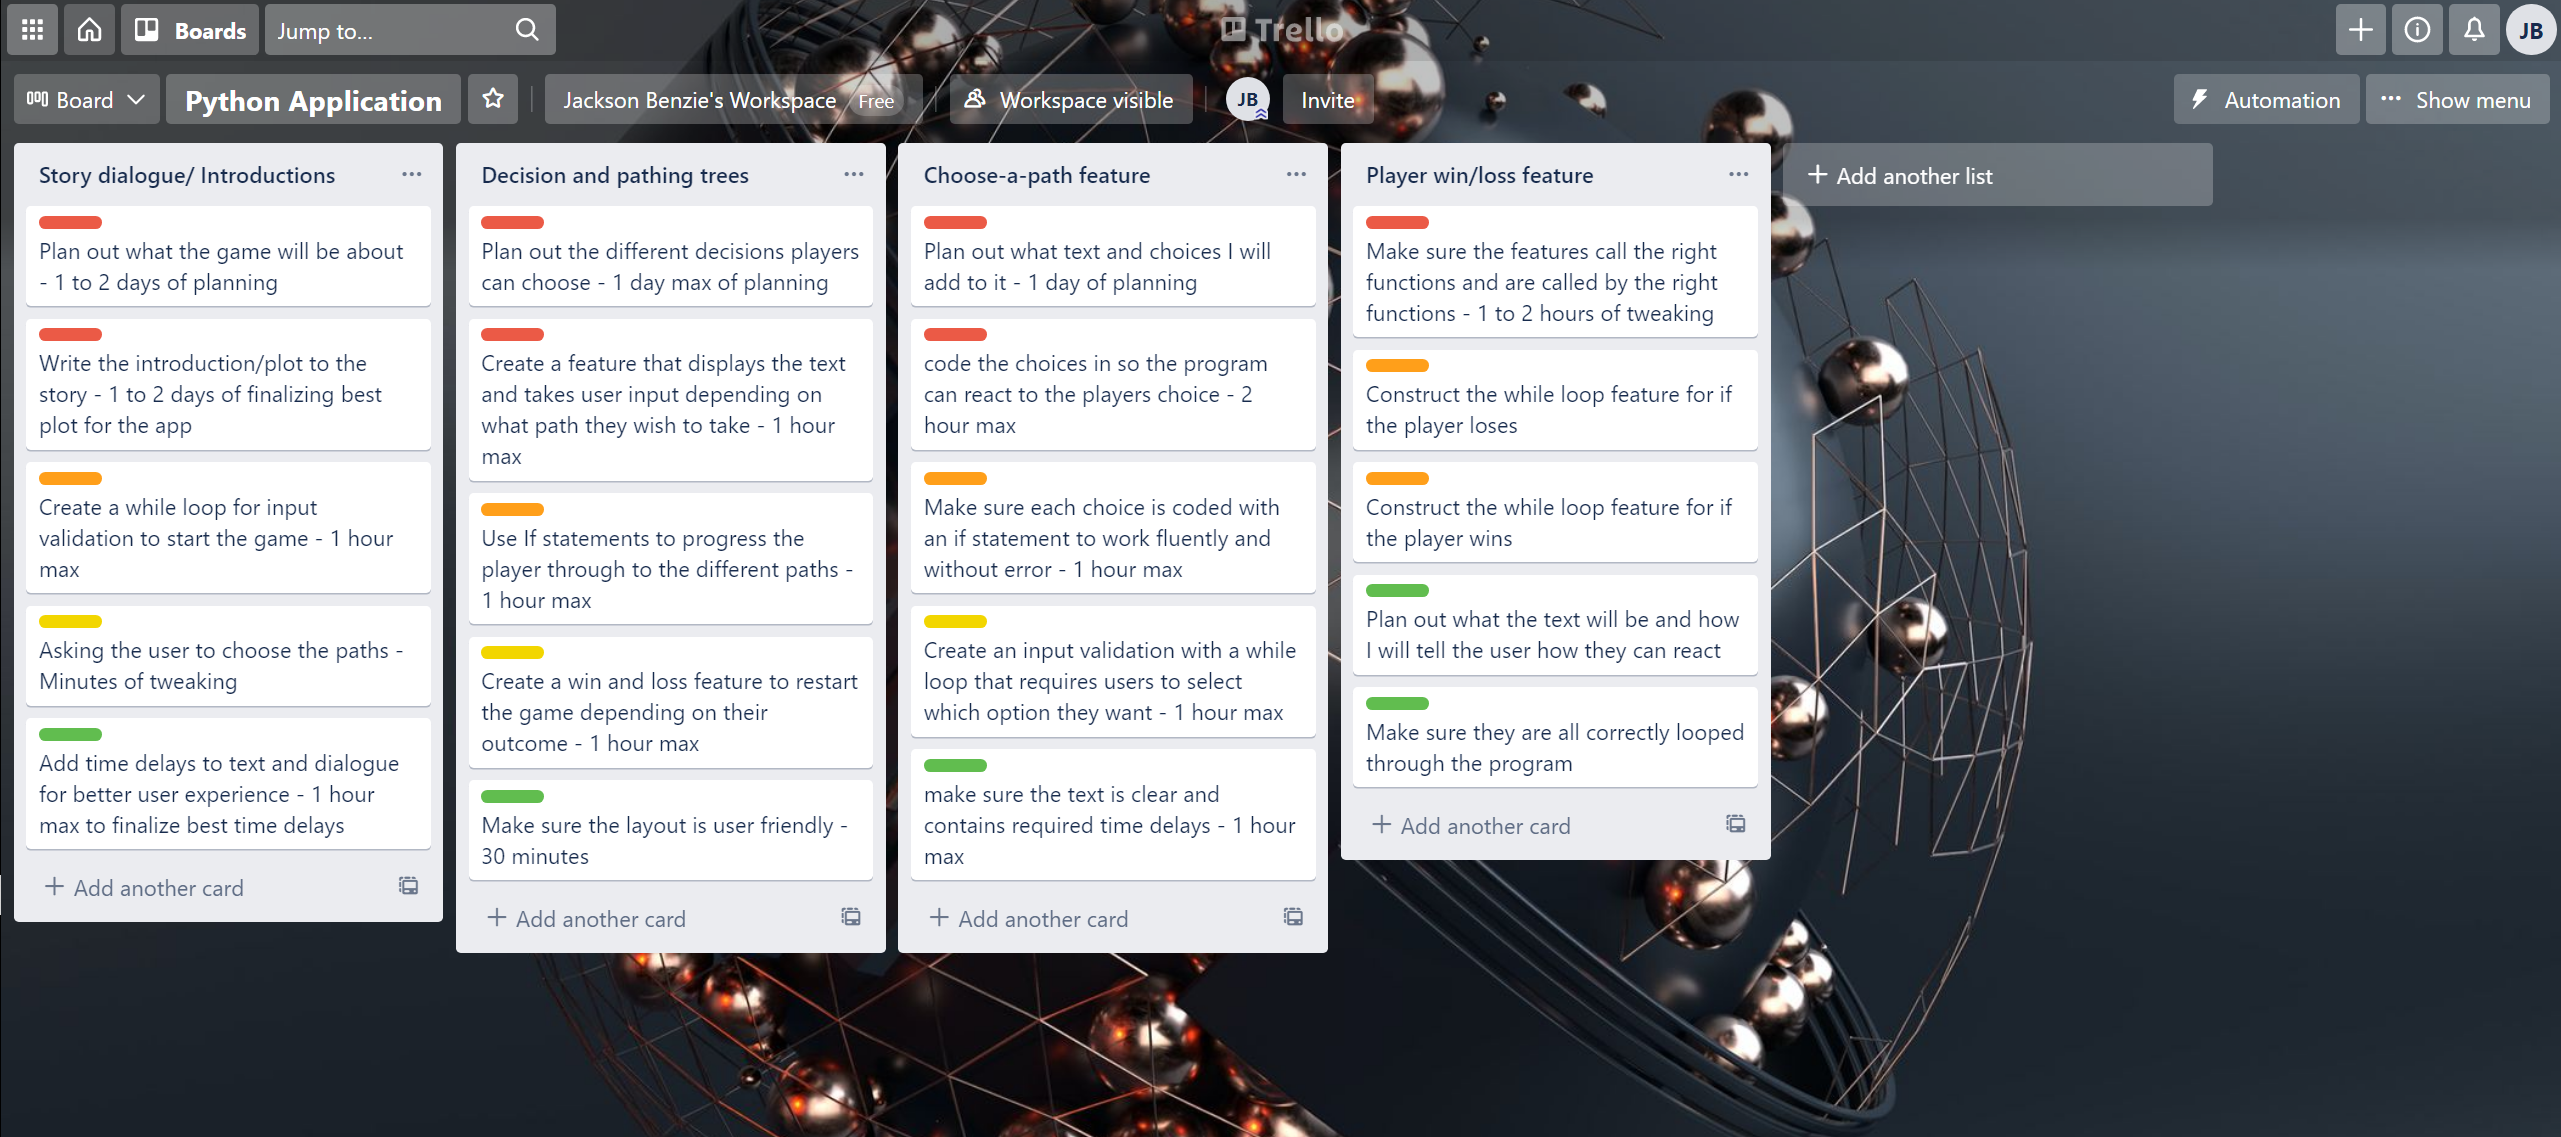 Boards
Jump to...
Trello
JB
Board
Python Application
Jackson Benzie's Workspace Free
Workspace visible
JB
Invite
Automation
Show menu
Story dialogue/ Introductions
Plan out what the game will be about
- 1 to 2 days of planning
Write the introduction/plot to the
story - 1 to 2 days of finalizing best
plot for the app
Create a while loop for input
validation to start the game - 1 hour
max
Asking the user to choose the paths -
Minutes of tweaking
Add time delays to text and dialogue
for better user experience - 1 hour
max to finalize best time delays
+ Add another card
Decision and pathing trees
Plan out the different decisions players
can choose - 1 day max of planning
Create a feature that displays the text
and takes user input depending on
what path they wish to take - 1 hour
max
Use If statements to progress the
player through to the different paths -
1 hour max
Create a win and loss feature to restart
the game depending on their
outcome - 1 hour max
Make sure the layout is user friendly -
30 minutes
+ Add another card
Choose-a-path feature
Plan out what text and choices I will
add to it - 1 day of planning
code the choices in so the program
can react to the players choice - 2
hour max
Make sure each choice is coded with
an if statement to work fluently and
without error - 1 hour max
Create an input validation with a while
loop that requires users to select
which option they want - 1 hour max
make sure the text is clear and
contains required time delays - 1 hour
max
+ Add another card
Player win/loss feature
Make sure the features call the right
functions and are called by the right
functions - 1 to 2 hours of tweaking
Construct the while loop feature for if
the player loses
Construct the while loop feature for if
the player wins
Plan out what the text will be and how
I will tell the user how they can react
Make sure they are all correctly looped
through the program
+ Add another card
+ Add another list